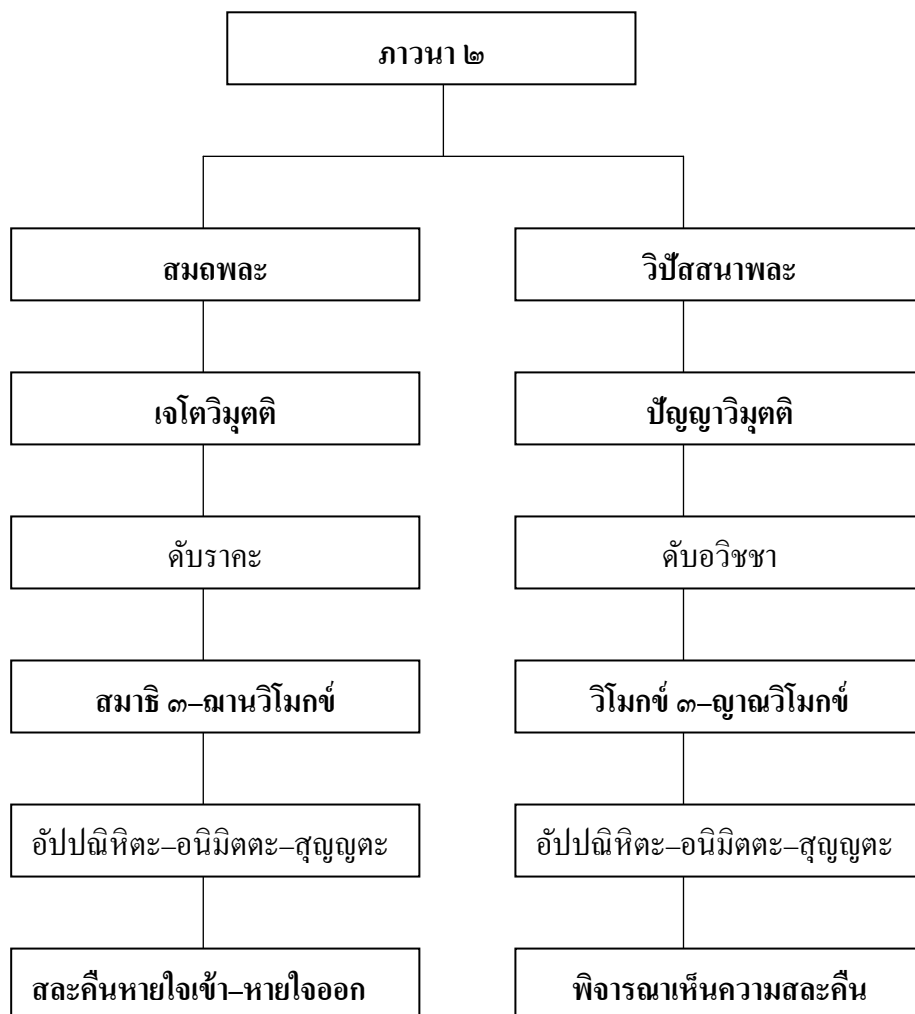 ภาวนา ๒
สมถพละ
วิปัสสนาพละ
เจโตวิมุตติ
ปัญญาวิมุตติ
ดับราคะ
ดับอวิชชา
สมาธิ ๓–ฌานวิโมกข์
วิโมกข์ ๓–ญาณวิโมกข์
อัปปณิหิตะ–อนิมิตตะ–สุญญตะ
อัปปณิหิตะ–อนิมิตตะ–สุญญตะ
สละคืนหายใจเข้า–หายใจออก
พิจารณาเห็นความสละคืน